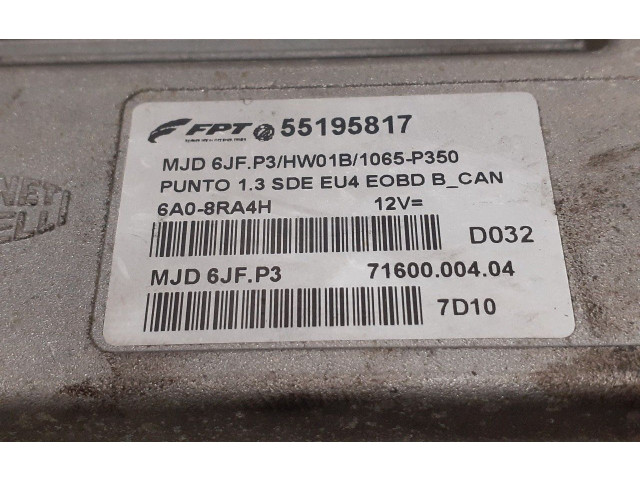 FPT 55195817
MJD 6JF.P3/HW01B/1065-P350
PUNTO 1.3 SDE EU4 EOBD B_CAN
6A0-8RA4H 12V=
D032
MJD 6JF.P3 71600.004.04
7D10